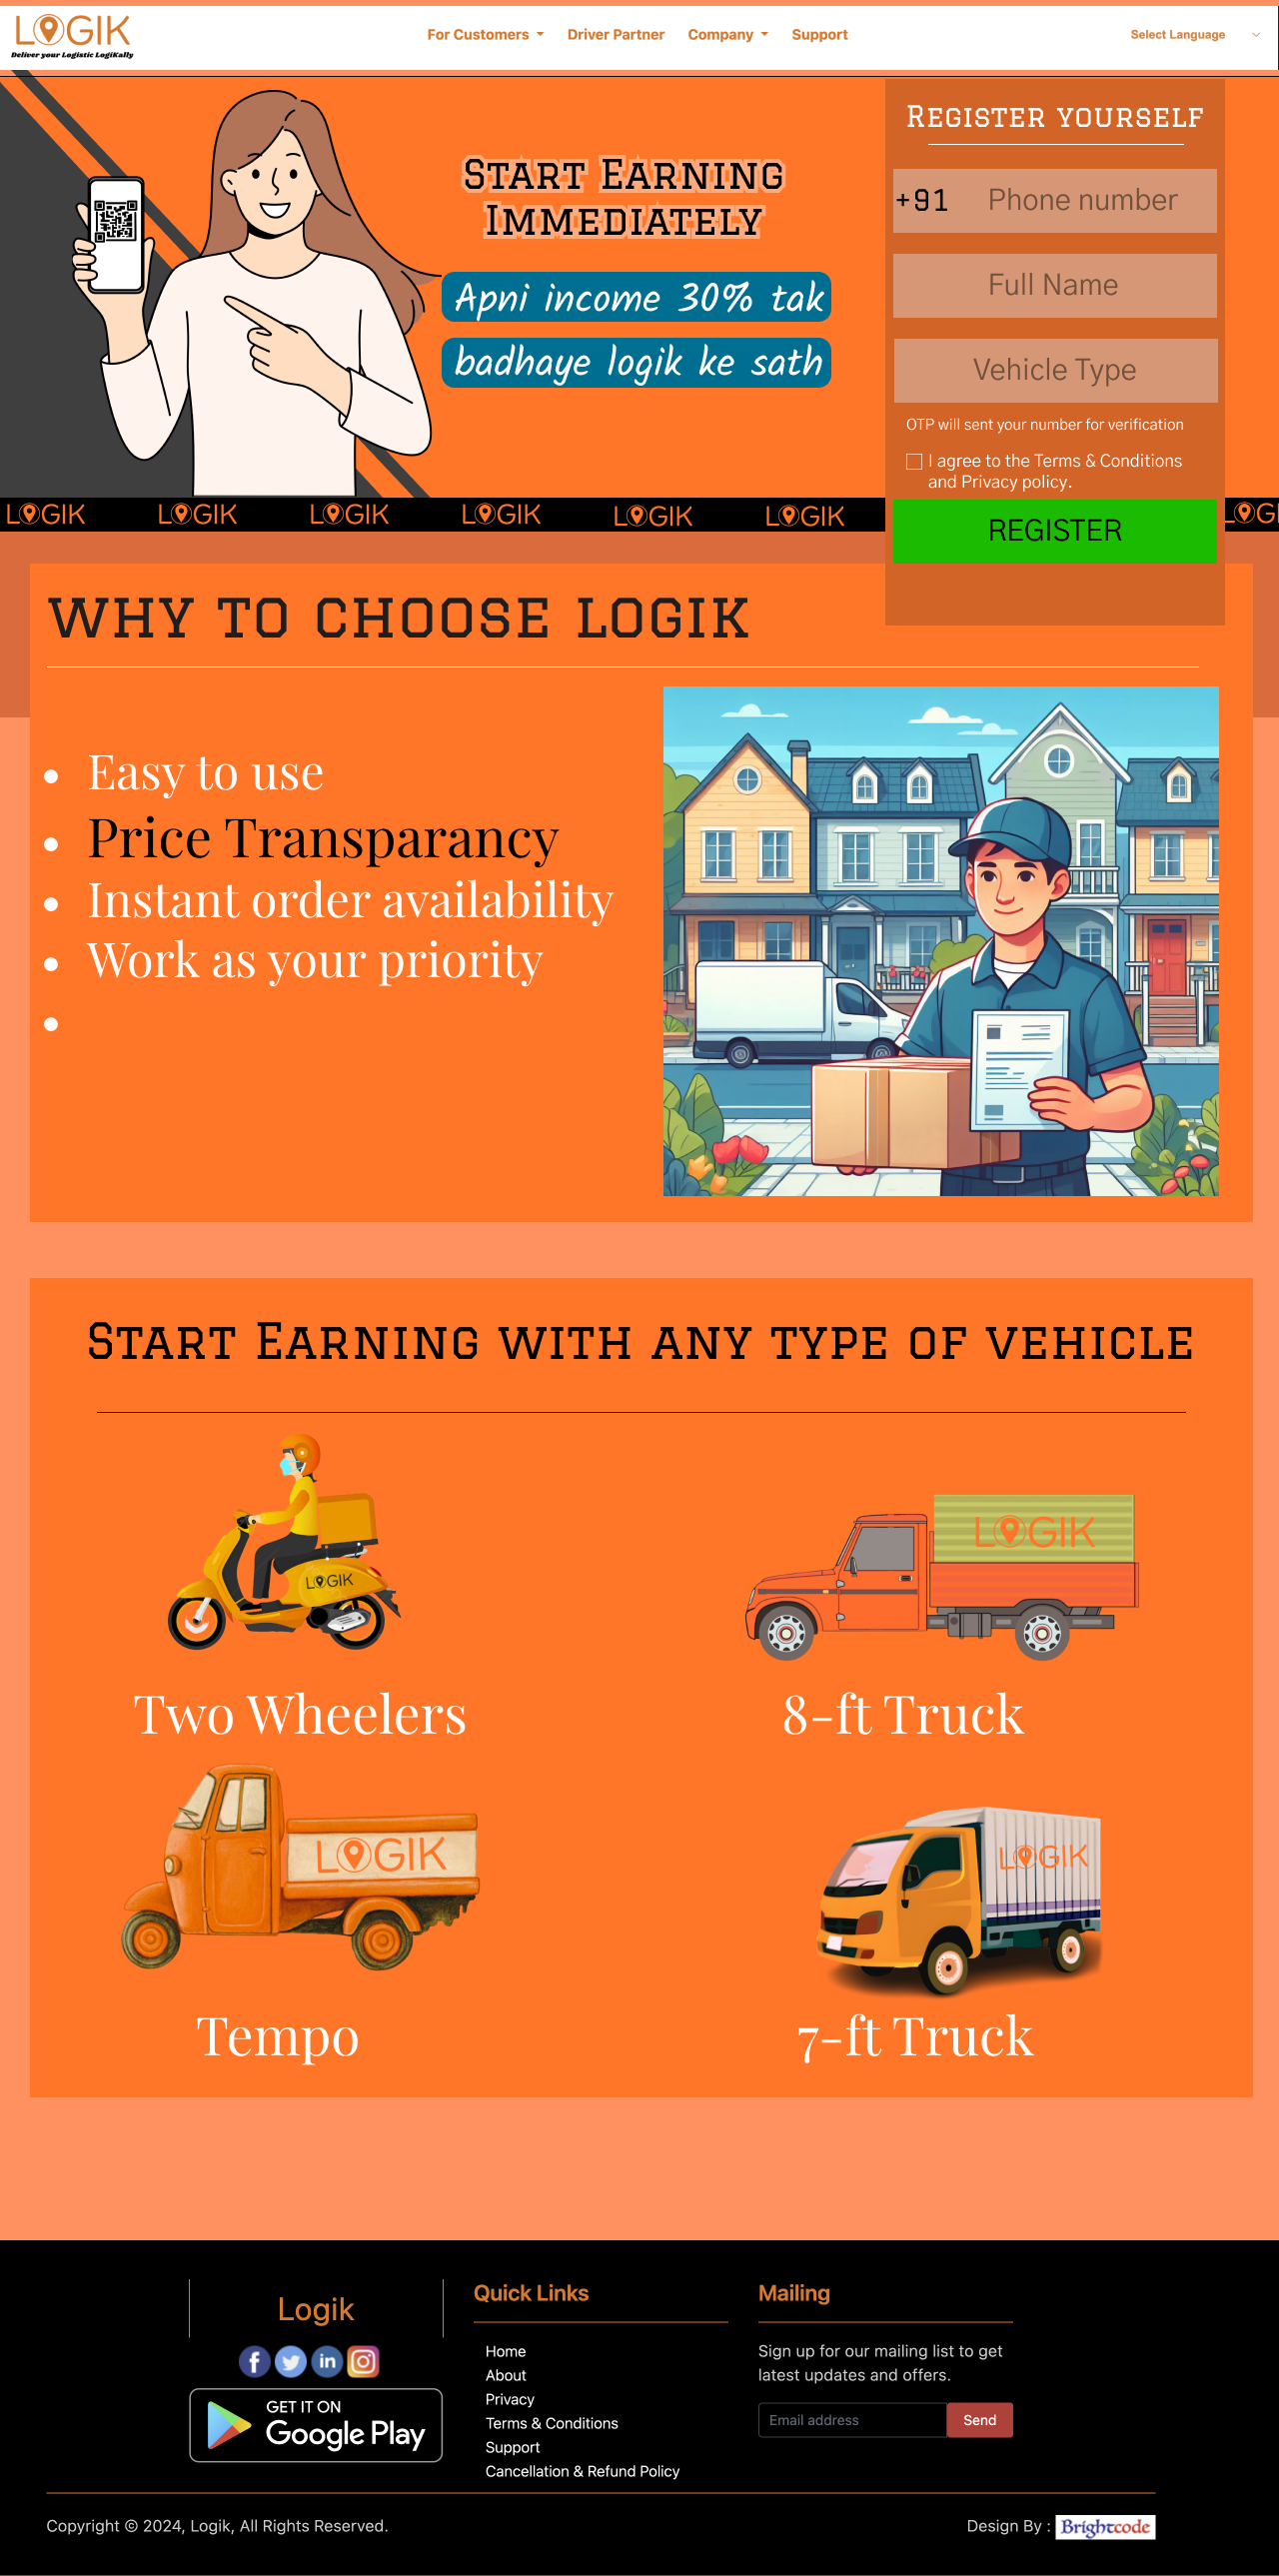 LOGIK
Deliver your Logistic LogiKally
For Customers
Driver Partner
Company
Support
Select Language
START EARNING
IMMEDIATELY
Apni income 30% tak
badhaye logik ke sath
REGISTER YOURSELF
+91 Phone number
Full Name
Vehicle Type
OTP will sent your number for verification
I agree to the Terms & Conditions
and Privacy policy.
REGISTER
LOGIK LOGIK LOGIK LOGIK LOGIK LOGIK LOGI
WHY TO CHOOSE LOGIK
• Easy to use
• Price Transparancy
• Instant order availability
• Work as your priority
•
START EARNING WITH ANY TYPE OF VEHICLE
LOGIK
LOGIK
Two Wheelers
8-ft Truck
LOGIK
LOGIK
Tempo
7-ft Truck
Logik
GET IT ON
Google Play
Quick Links
Home
About
Privacy
Terms & Conditions
Support
Cancellation & Refund Policy
Mailing
Sign up for our mailing list to get
latest updates and offers.
Email address
Send
Copyright © 2024, Logik, All Rights Reserved.
Design By : Brightcode